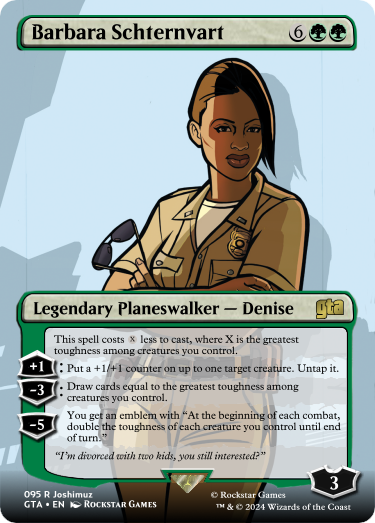 Barbara Schternvart 6
Legendary Planeswalker — Denise gta
This spell costs X less to cast, where X is the greatest
toughness among creatures you control.
+1: Put a +1/+1 counter on up to one target creature. Untap it.
-3: Draw cards equal to the greatest toughness among
creatures you control.
-5 You get an emblem with “At the beginning of each combat,
double the toughness of each creature you control until
end of turn.”
“I'm divorced with two kids, you still interested?”
3
095 R Joshimuz
GTA • EN Rockstar Games
© Rockstar Games
™ & © 2024 Wizards of the Coast